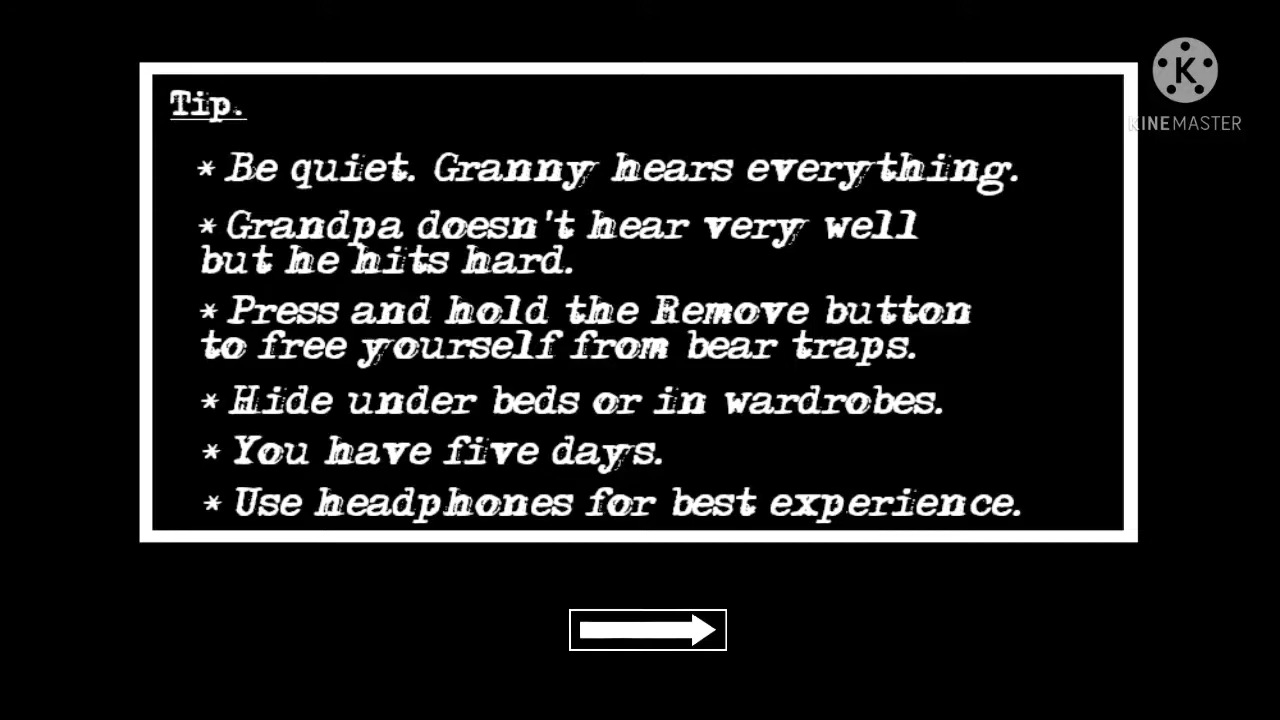 Tip.
* Be quiet. Granny hears everything.
* Grandpa doesn't hear very well
but he hits hard.
* Press and hold the Remove button
to free yourself from bear traps.
* Hide under beds or in wardrobes.
* You have five days.
* Use headphones for best experience.
K
KINEMASTER